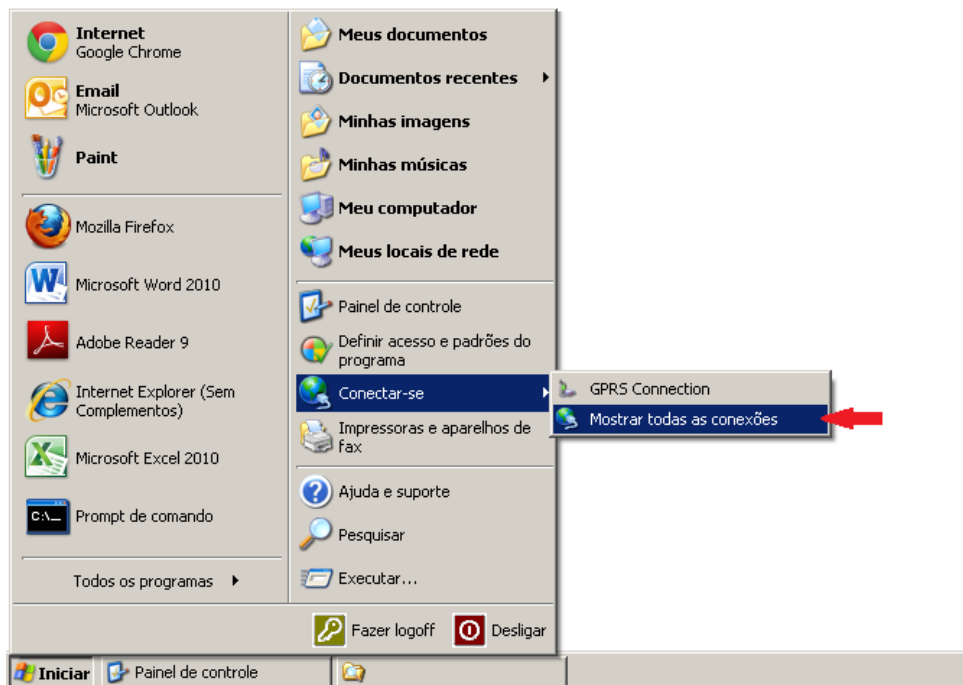 Internet
Google Chrome
Email
Microsoft Outlook
Paint
Mozilla Firefox
Microsoft Word 2010
Adobe Reader 9
Internet Explorer (Sem
Complementos)
Microsoft Excel 2010
C:\_
Prompt de comando
Todos os programas
Meus documentos
Documentos recentes
Minhas imagens
Minhas músicas
Meu computador
Meus locais de rede
Painel de controle
Definir acesso e padrões do
programa
Conectar-se
Impressoras e aparelhos de
fax
Ajuda e suporte
Pesquisar
Executar...
GPRS Connection
Mostrar todas as conexões
Fazer logoff
Desligar
Iniciar
Painel de controle